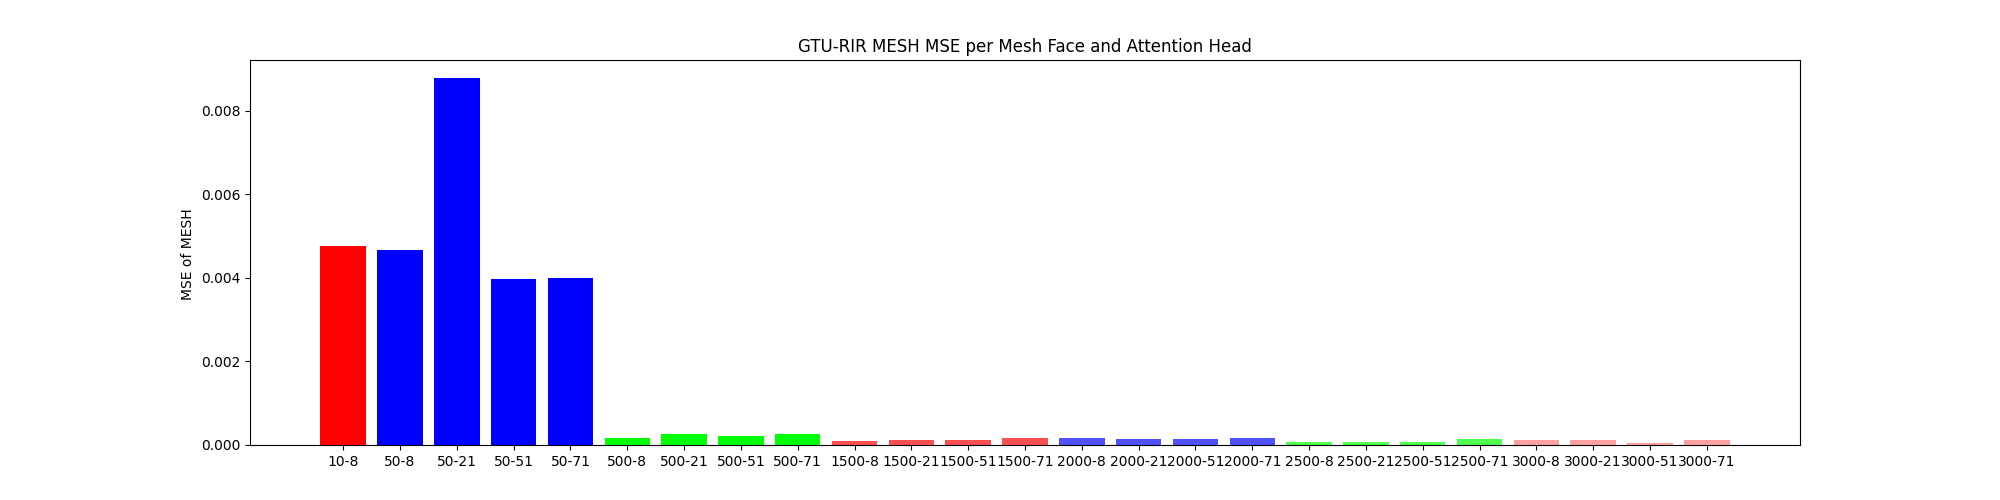 GTU-RIR MESH MSE per Mesh Face and Attention Head
MSE of MESH
0.008
0.006
0.004
0.002
0.000
10-8 50-8 50-21 50-51 50-71 500-8 500-21 500-51 500-71 1500-8 1500-21 1500-51 1500-71 2000-8 2000-21 2000-51 2000-71 2500-8 2500-21 2500-51 2500-71 3000-8 3000-21 3000-51 3000-71